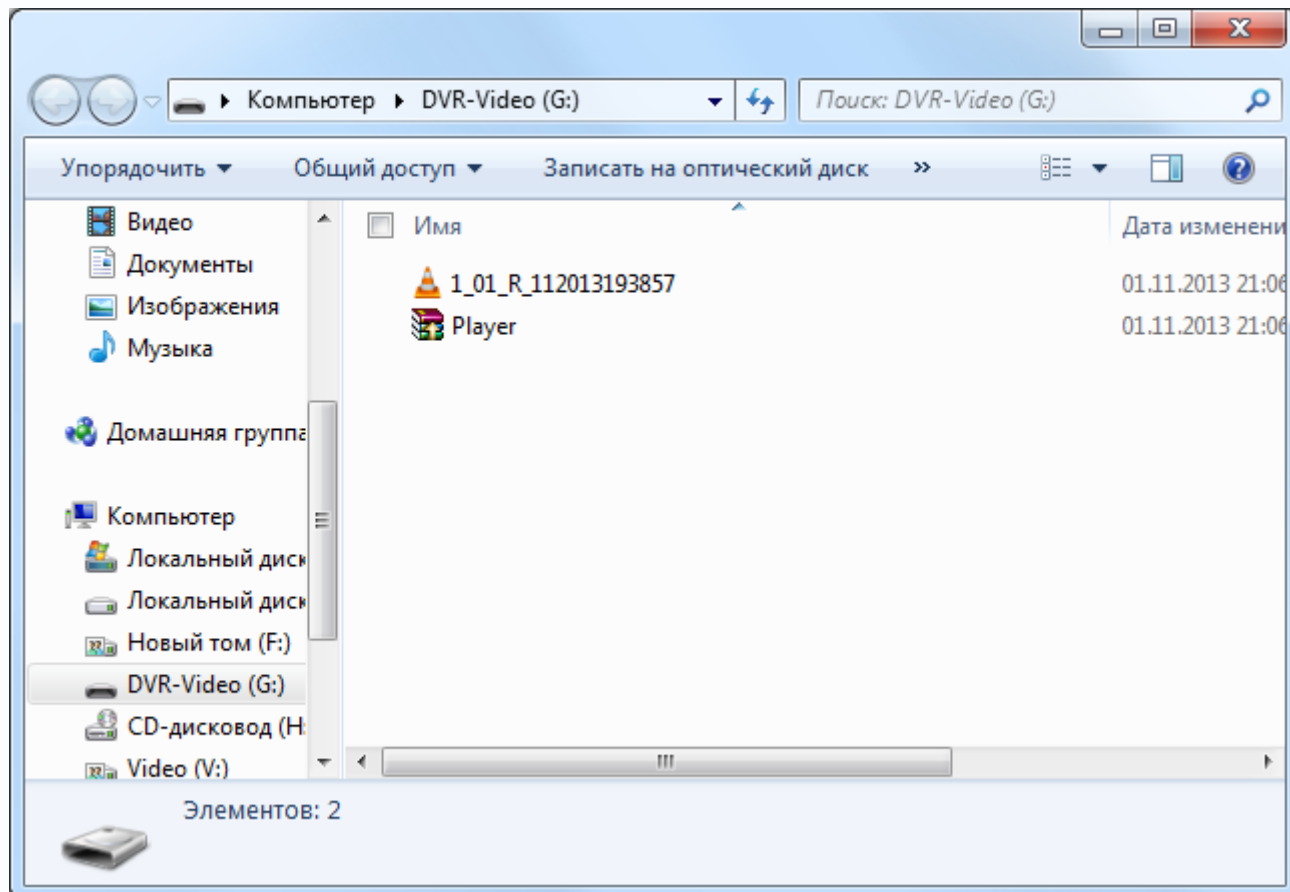 Компьютер DVR-Video (G:) Поиск: DVR-Video (G:)
Упорядочить Общий доступ Записать на оптический диск »
Видео
Документы
Изображения
Музыка
Домашняя группа
Компьютер
Локальный диск
Локальный диск
Новый том (F:)
DVR-Video (G:)
CD-дисковод (H:
Video (V:)
Имя Дата изменени
1_01_R_112013193857 01.11.2013 21:06
Player 01.11.2013 21:06
Элементов: 2